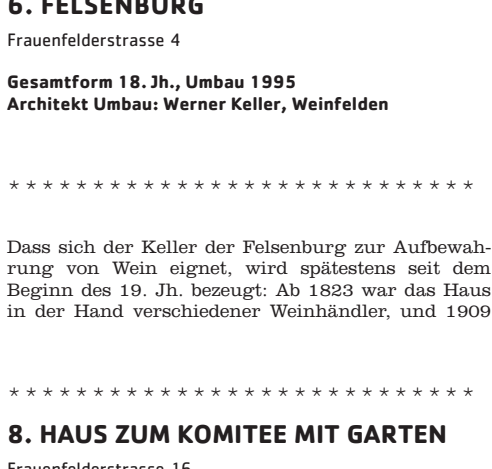 6. FELSENBURG
Frauenfelderstrasse 4
Gesamtform 18. Jh., Umbau 1995
Architekt Umbau: Werner Keller, Weinfelden
* * * * * * * * * * * * * * * * * * * * * * * * * * * *
Dass sich der Keller der Felsenburg zur Aufbewah-
rung von Wein eignet, wird spätestens seit dem
Beginn des 19. Jh. bezeugt: Ab 1823 war das Haus
in der Hand verschiedener Weinhändler, und 1909
* * * * * * * * * * * * * * * * * * * * * * * * * * * *
8. HAUS ZUM KOMITEE MIT GARTEN
Frauenfelderstrasse 16